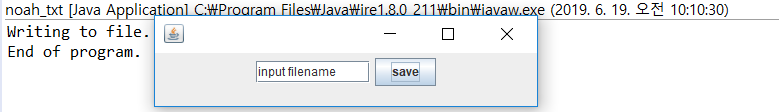 noah_txt [Java Application] C:₩Program Files₩Java₩jre1.8.0_211₩bin₩javaw.exe (2019. 6. 19. 오전 10:10:30)
Writing to file.
End of program.
input filename
save